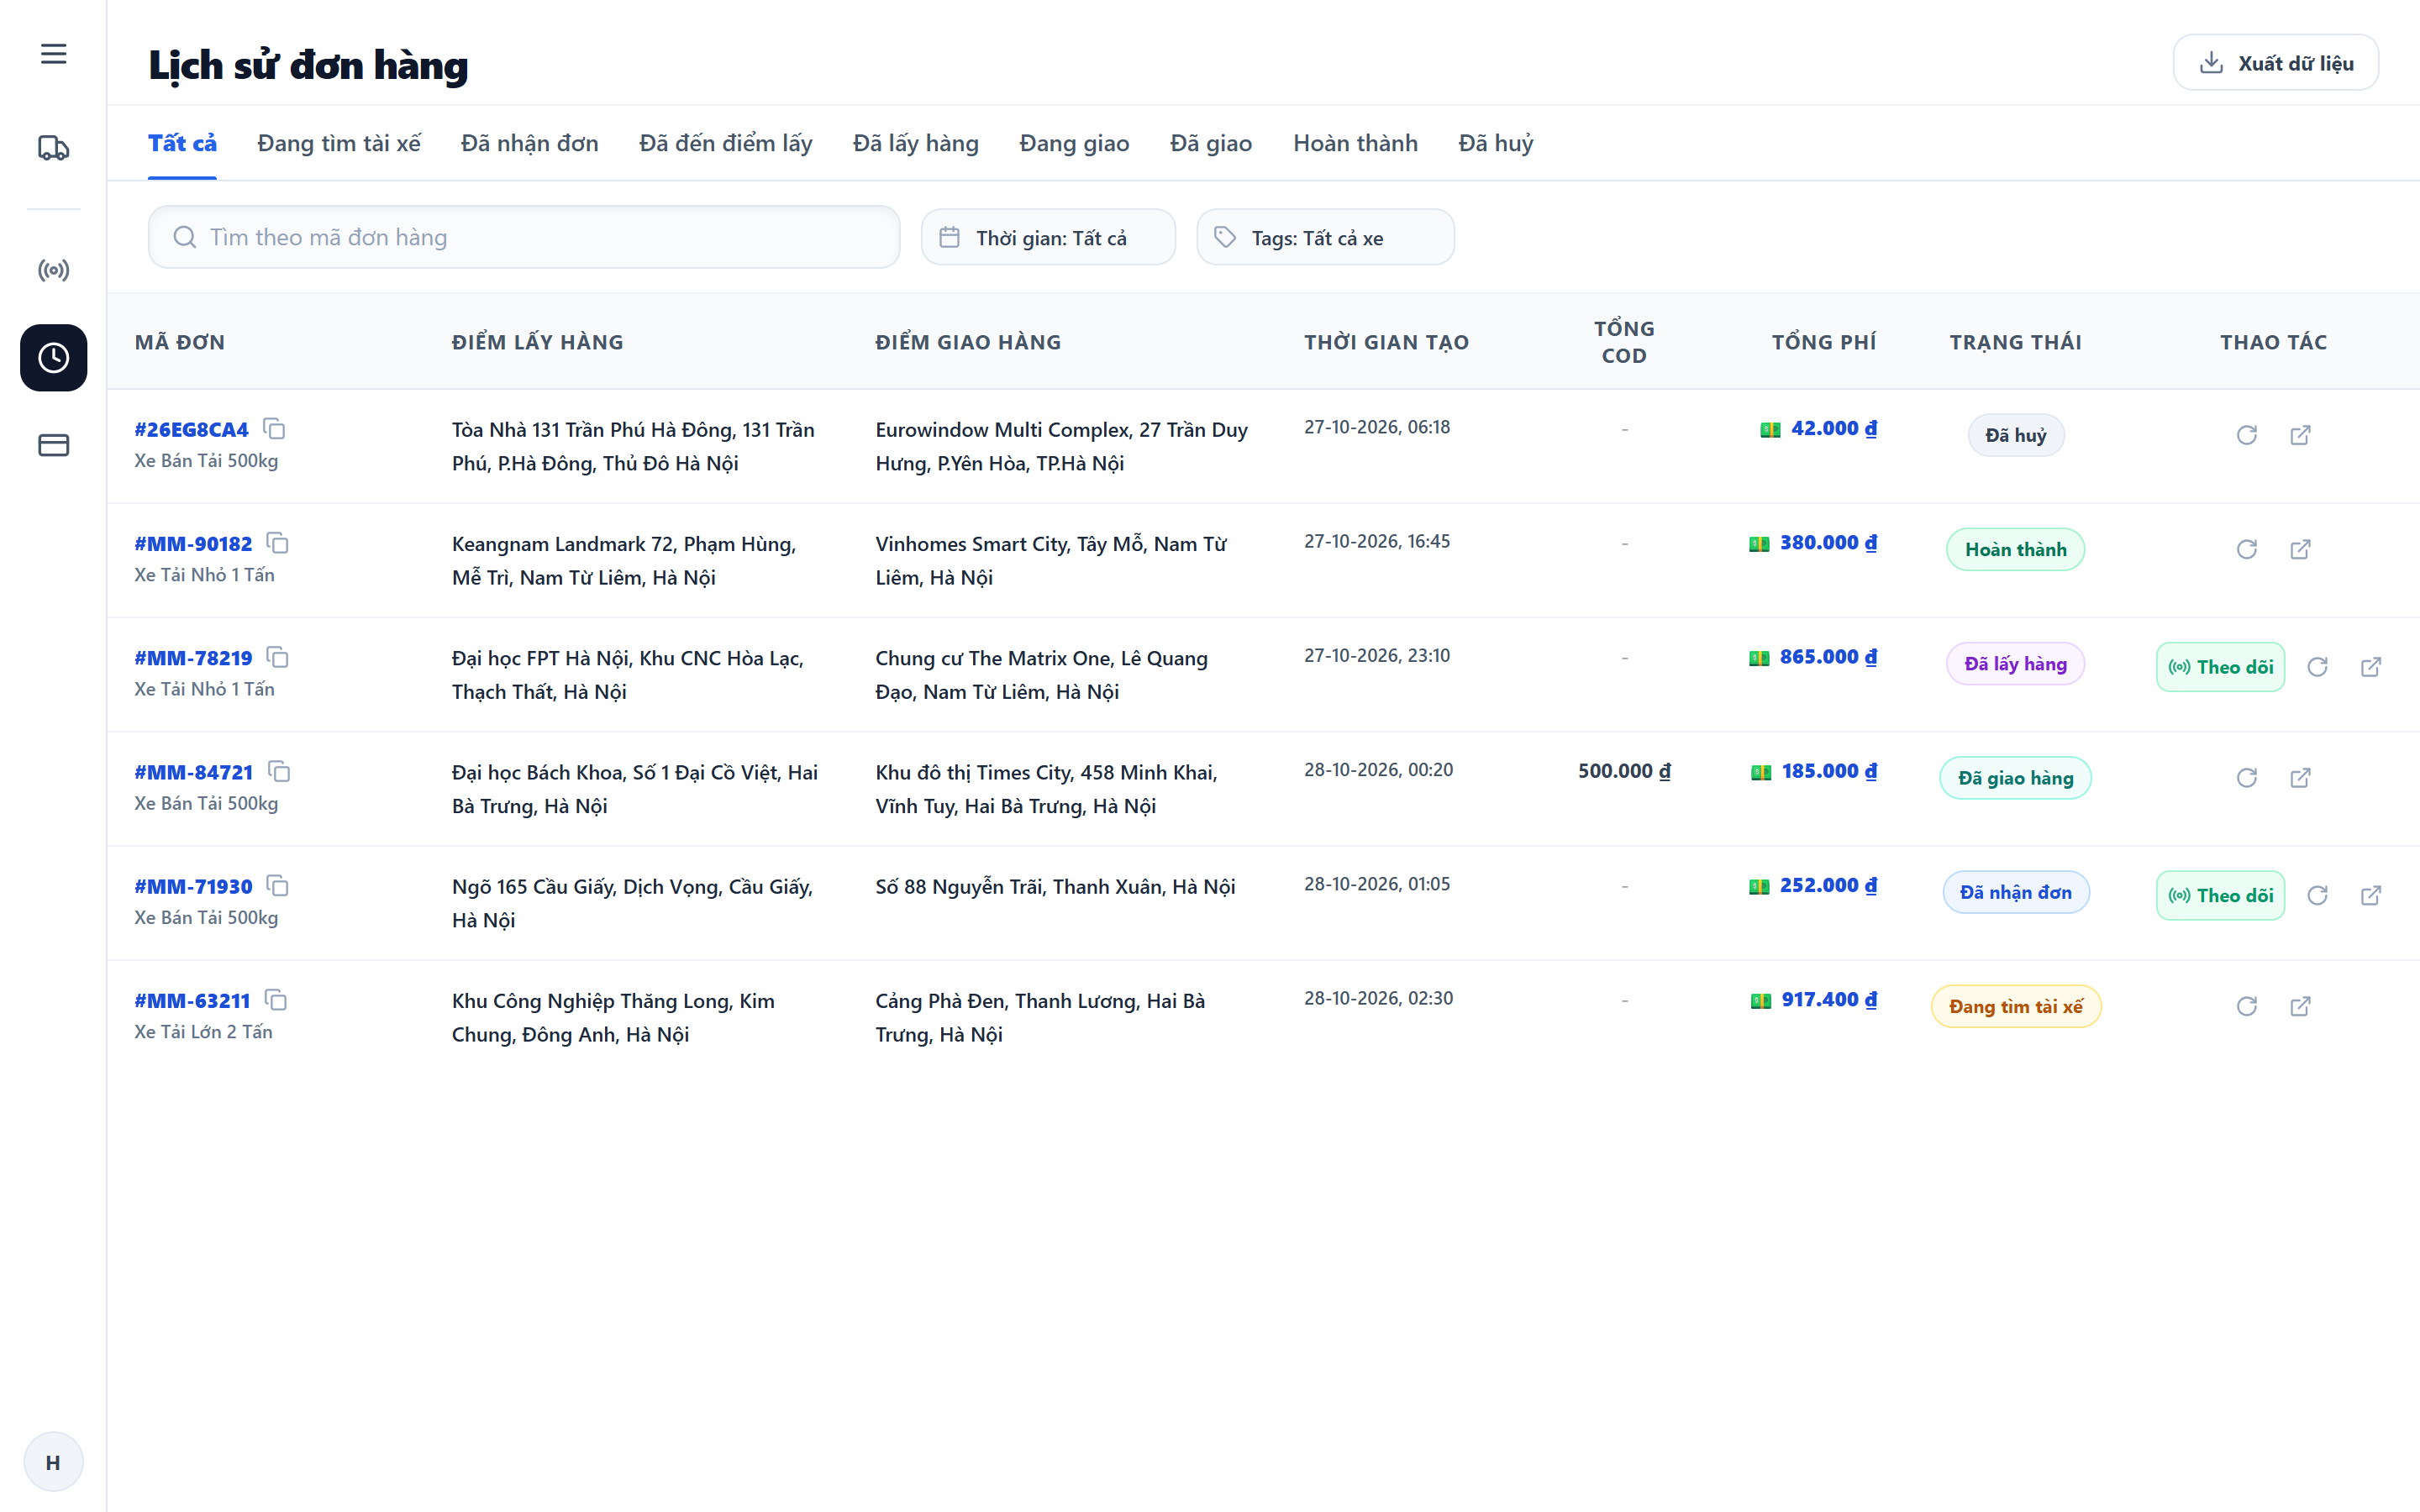 Lịch sử đơn hàng
Xuất dữ liệu
Tất cả
Đang tìm tài xế
Đã nhận đơn
Đã đến điểm lấy
Đã lấy hàng
Đang giao
Đã giao
Hoàn thành
Đã huỷ
Tìm theo mã đơn hàng
Thời gian: Tất cả
Tags: Tất cả xe
MÃ ĐƠN
ĐIỂM LẤY HÀNG
ĐIỂM GIAO HÀNG
THỜI GIAN TẠO
TỔNG
COD
TỔNG PHÍ
TRẠNG THÁI
THAO TÁC
#26EG8CA4
Xe Bán Tải 500kg
Tòa Nhà 131 Trần Phú Hà Đông, 131 Trần
Phú, P.Hà Đông, Thủ Đô Hà Nội
Eurowindow Multi Complex, 27 Trần Duy
Hưng, P.Yên Hòa, TP.Hà Nội
27-10-2026, 06:18
-
42.000 ₫
Đã huỷ
#MM-90182
Xe Tải Nhỏ 1 Tấn
Keangnam Landmark 72, Phạm Hùng,
Mễ Trì, Nam Từ Liêm, Hà Nội
Vinhomes Smart City, Tây Mỗ, Nam Từ
Liêm, Hà Nội
27-10-2026, 16:45
-
380.000 ₫
Hoàn thành
#MM-78219
Xe Tải Nhỏ 1 Tấn
Đại học FPT Hà Nội, Khu CNC Hòa Lạc,
Thạch Thất, Hà Nội
Chung cư The Matrix One, Lê Quang
Đạo, Nam Từ Liêm, Hà Nội
27-10-2026, 23:10
-
865.000 ₫
Đã lấy hàng
Theo dõi
#MM-84721
Xe Bán Tải 500kg
Đại học Bách Khoa, Số 1 Đại Cồ Việt, Hai
Bà Trưng, Hà Nội
Khu đô thị Times City, 458 Minh Khai,
Vĩnh Tuy, Hai Bà Trưng, Hà Nội
28-10-2026, 00:20
500.000 ₫
185.000 ₫
Đã giao hàng
#MM-71930
Xe Bán Tải 500kg
Ngõ 165 Cầu Giấy, Dịch Vọng, Cầu Giấy,
Hà Nội
Số 88 Nguyễn Trãi, Thanh Xuân, Hà Nội
28-10-2026, 01:05
-
252.000 ₫
Đã nhận đơn
Theo dõi
#MM-63211
Xe Tải Lớn 2 Tấn
Khu Công Nghiệp Thăng Long, Kim
Chung, Đông Anh, Hà Nội
Cảng Phà Đen, Thanh Lương, Hai Bà
Trưng, Hà Nội
28-10-2026, 02:30
-
917.400 ₫
Đang tìm tài xế
H